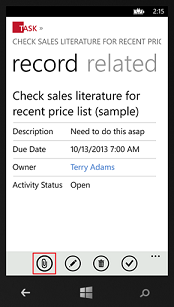 2:15
TASK
CHECK SALES LITERATURE FOR RECENT PRIC
record related
Check sales literature for
recent price list (sample)
Description Need to do this asap
Due Date 10/13/2013 7:00 AM
Owner Terry Adams
Activity Status Open